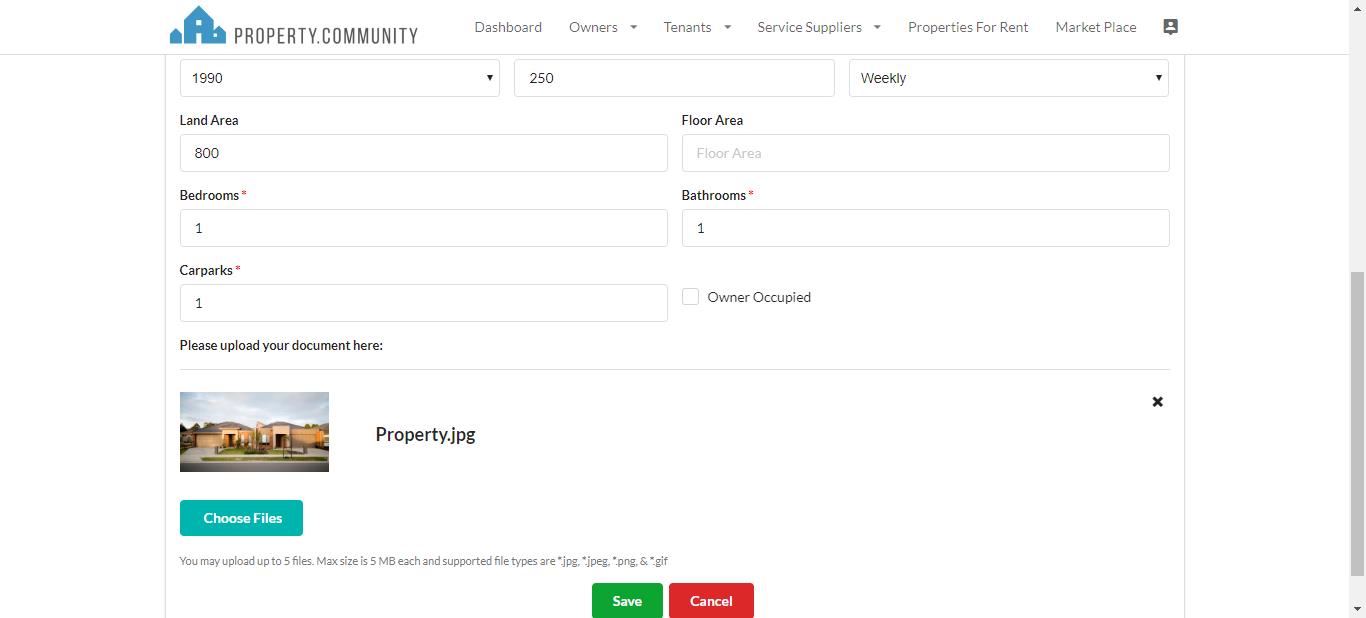 PROPERTY.COMMUNITY Dashboard Owners Tenants Service Suppliers Properties For Rent Market Place
1990 250 Weekly
Land Area Floor Area
800 Floor Area
Bedrooms * Bathrooms *
1 1
Carparks *
1 Owner Occupied
Please upload your document here:
Property.jpg
Choose Files
You may upload up to 5 files. Max size is 5 MB each and supported file types are *.jpg, *.jpeg, *.png, & *.gif
Save Cancel